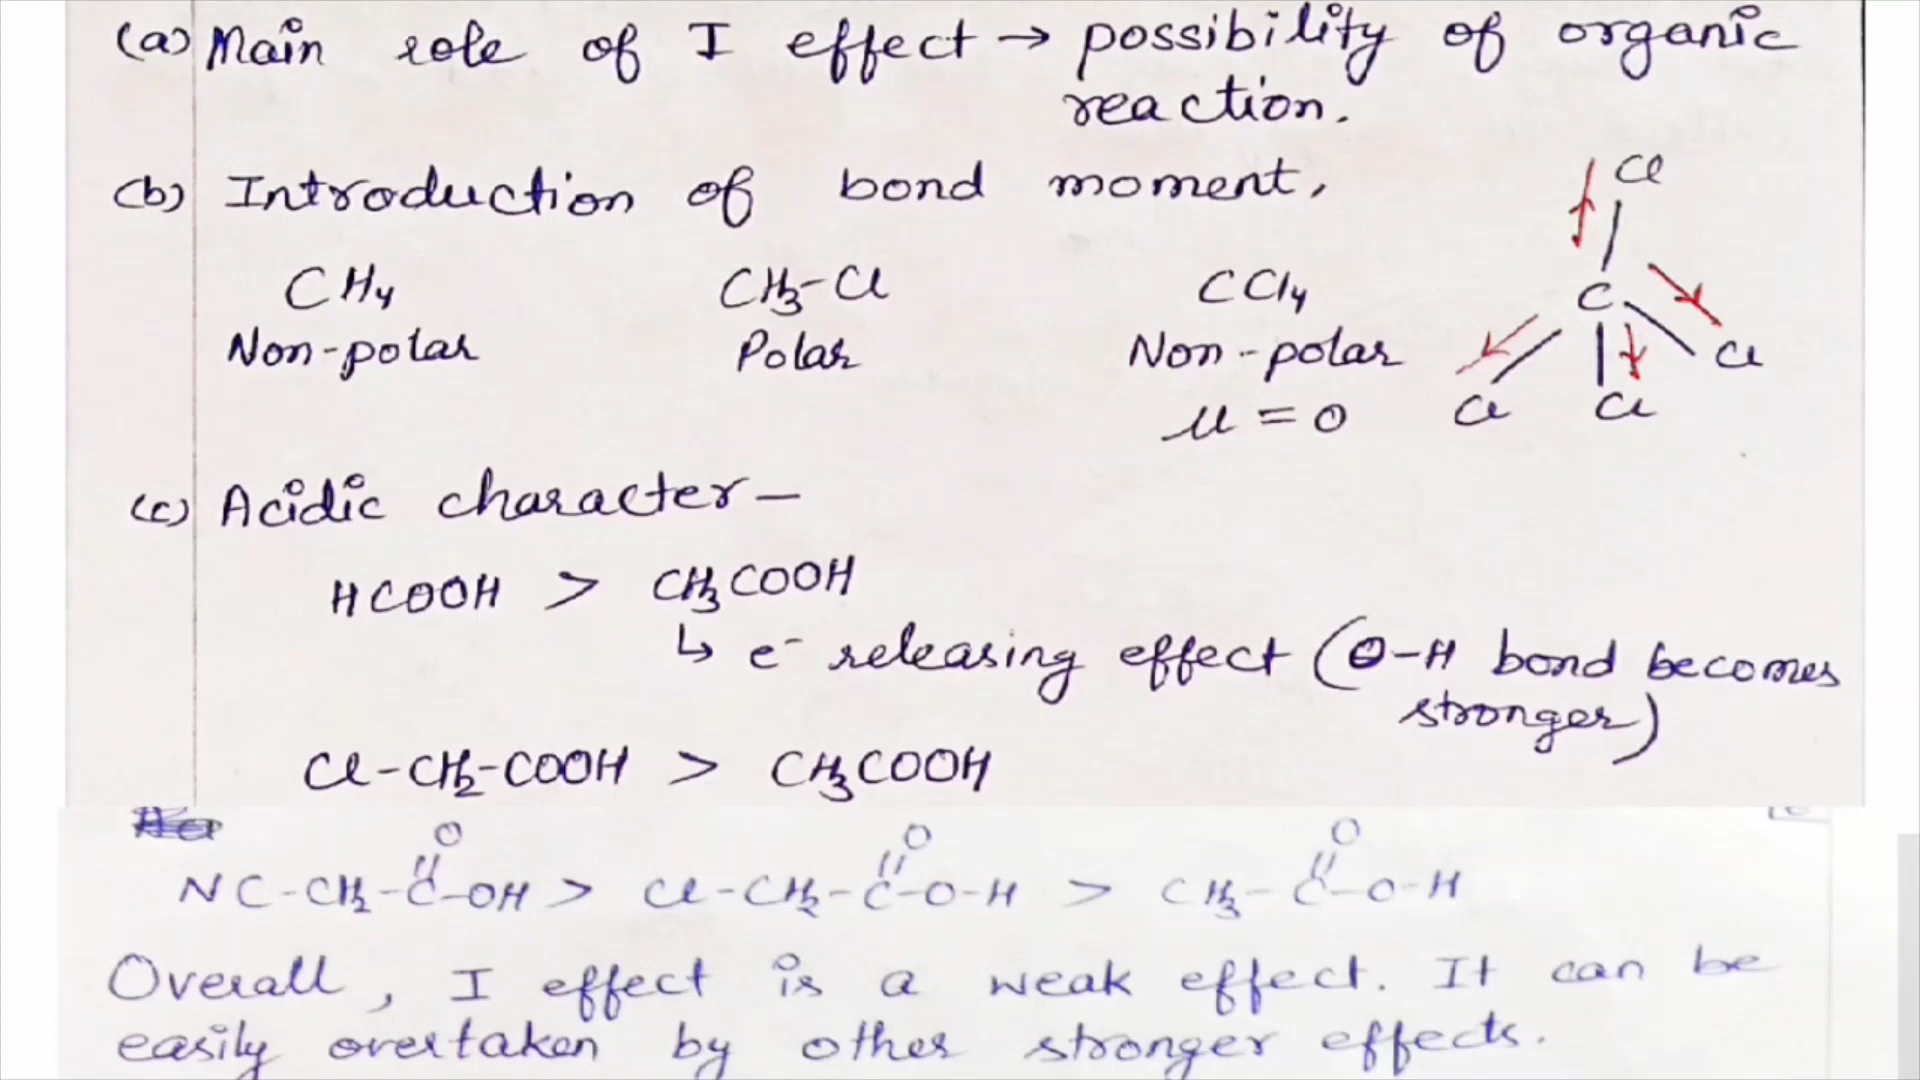 (a) Main role of I effect → possibility of organic
reaction.
(b) Introduction of bond moment,
CH₄ CH₃-Cl CCl₄
Non-polar Polar Non-polar
μ = 0
Cl
C
Cl Cl Cl
(c) Acidic character –
HCOOH > CH₃COOH
↳ e⁻ releasing effect (O-H bond becomes
stronger)
Cl-CH₂-COOH > CH₃COOH
O O O
NC-CH₂-C-OH > Cl-CH₂-C-O-H > CH₃-C-O-H
Overall, I effect is a weak effect. It can be
easily overtaken by other stronger effects.